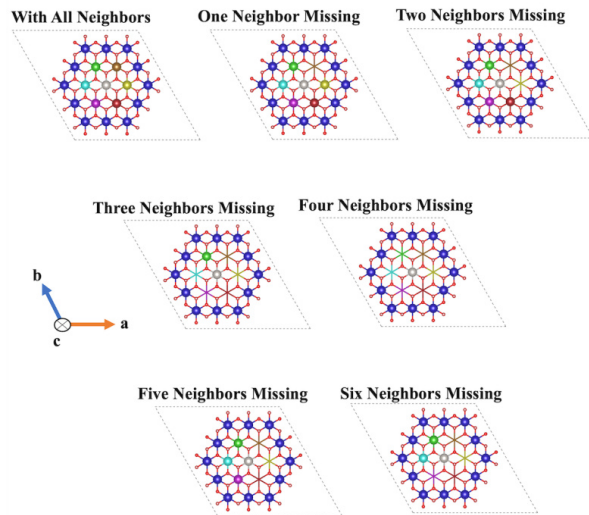 With All Neighbors
One Neighbor Missing
Two Neighbors Missing
Three Neighbors Missing
Four Neighbors Missing
b
a
c
Five Neighbors Missing
Six Neighbors Missing